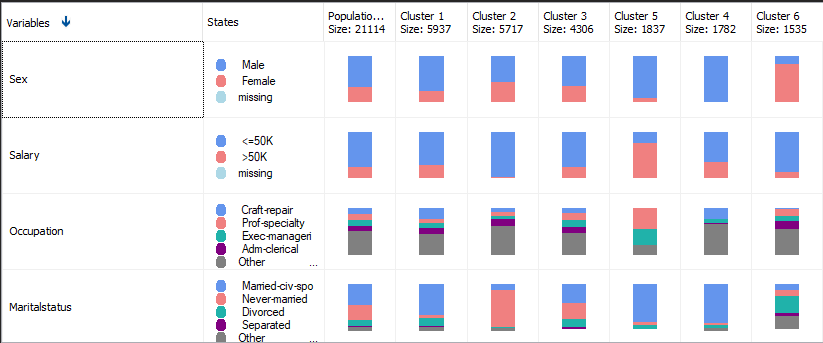 Variables States Populatio... Cluster 1 Cluster 2 Cluster 3 Cluster 5 Cluster 4 Cluster 6
Size: 21114 Size: 5937 Size: 5717 Size: 4306 Size: 1837 Size: 1782 Size: 1535
Sex
Male
Female
missing
Salary
<=50K
>50K
missing
Occupation
Craft-repair
Prof-specialty
Exec-manageri
Adm-clerical
Other ...
Maritalstatus
Married-civ-spo
Never-married
Divorced
Separated
Other ...